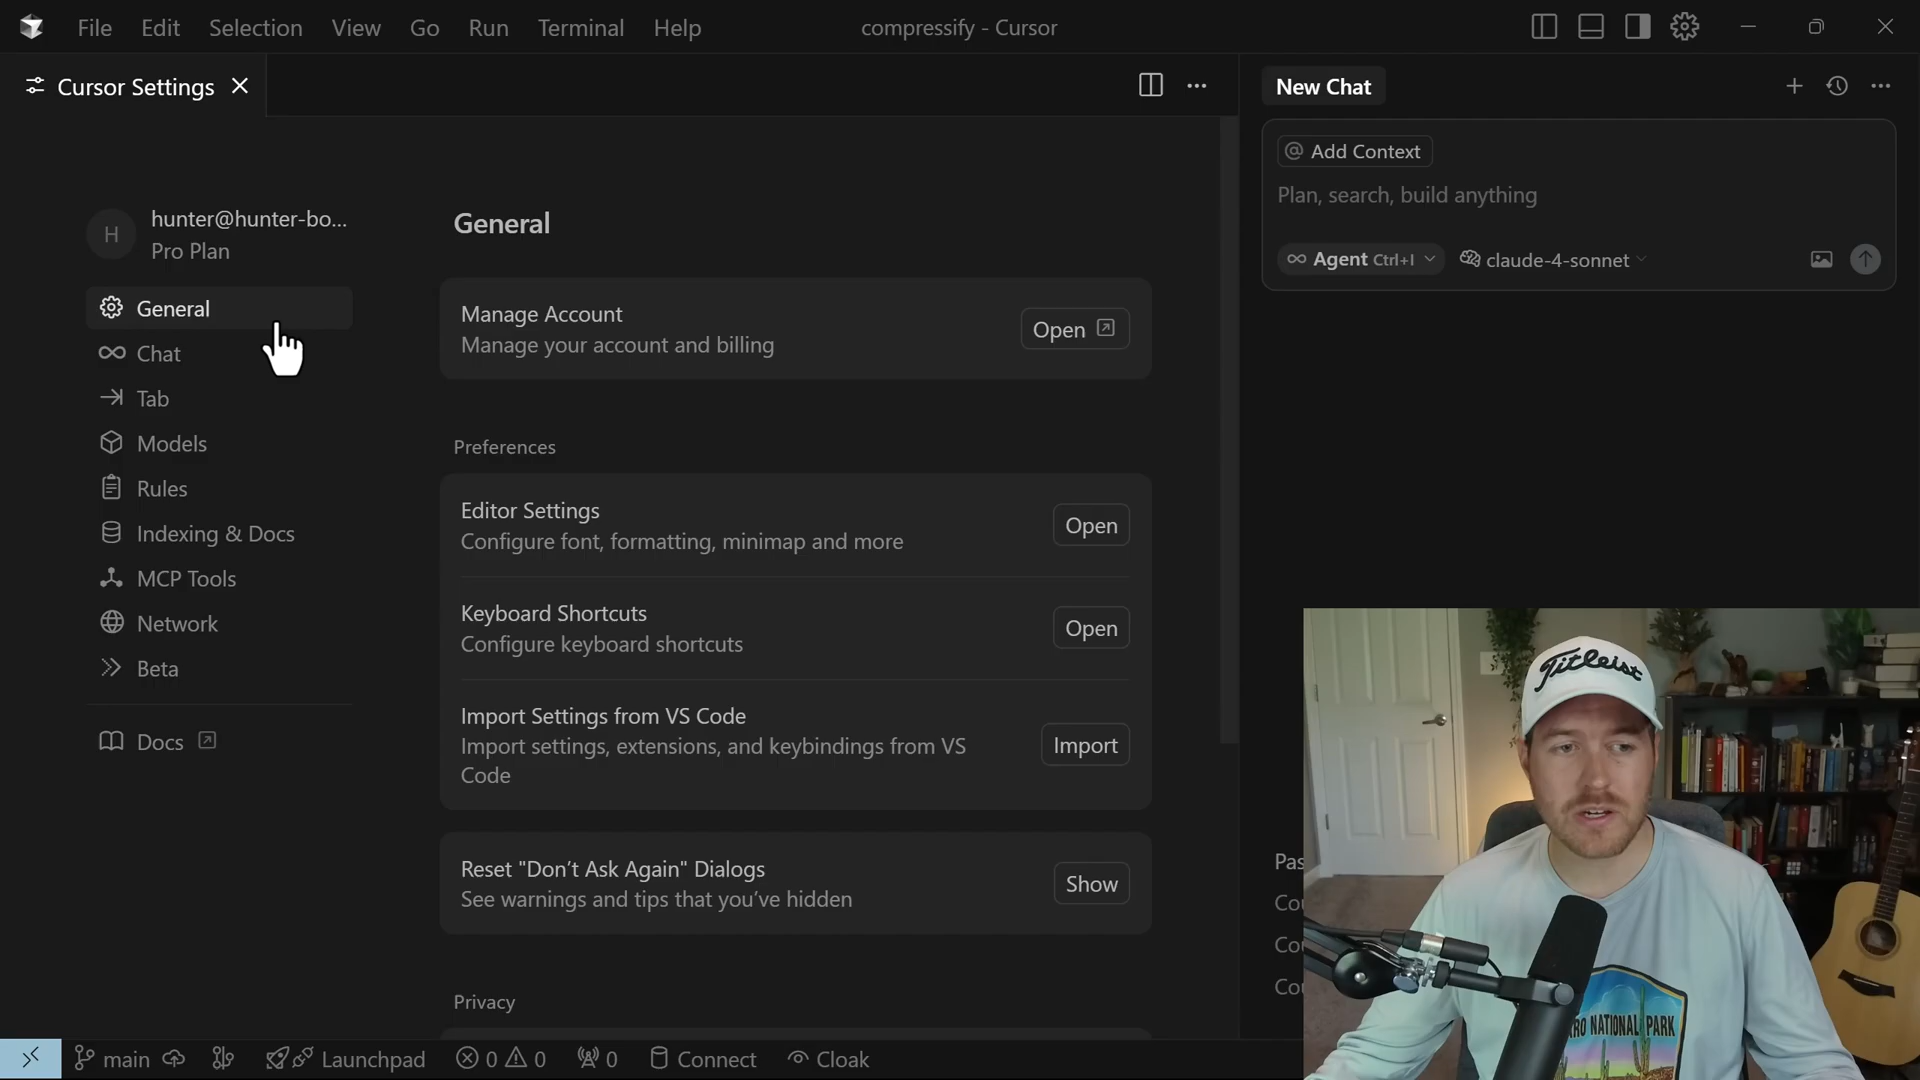 File Edit Selection View Go Run Terminal Help
compressify - Cursor
Cursor Settings
hunter@hunter-bo...
Pro Plan
H
General
Chat
Tab
Models
Rules
Indexing & Docs
MCP Tools
Network
Beta
Docs
General
Manage Account
Manage your account and billing
Open
Preferences
Editor Settings
Configure font, formatting, minimap and more
Open
Keyboard Shortcuts
Configure keyboard shortcuts
Open
Import Settings from VS Code
Import settings, extensions, and keybindings from VS
Code
Import
Reset "Don't Ask Again" Dialogs
See warnings and tips that you've hidden
Show
Privacy
New Chat
@ Add Context
Plan, search, build anything
Agent Ctrl+I
claude-4-sonnet
Pas
Co
Co
Co
Titleist
RO NATIONAL PARK
main
Launchpad
0
0
0
Connect
Cloak